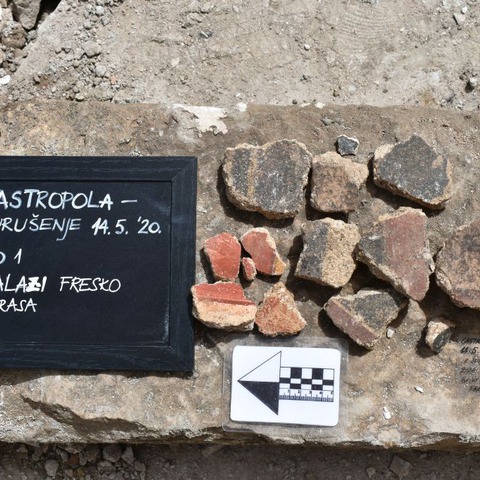 ASTROPOLA –
RUŠENJE 14.5.'20.
O 1
ALAZI FRESKO
RASA